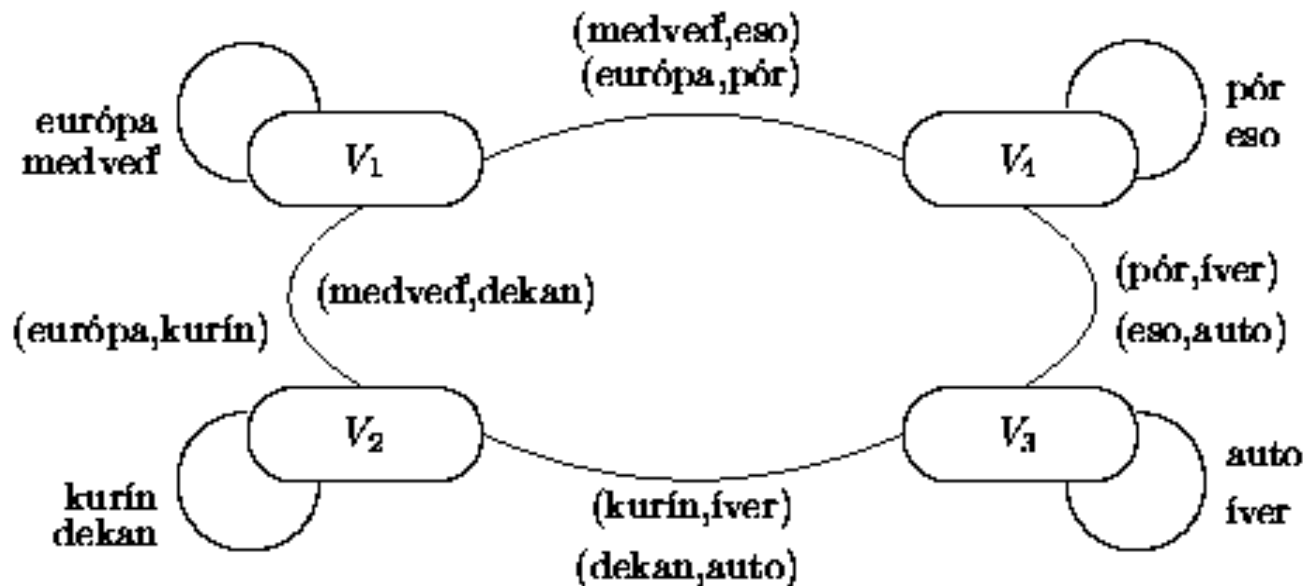 (medveď,eso)
(európa,pór)
európa
medveď
V1
V4
pór
eso
(medveď,dekan)
(európa,kurín)
(pór,íver)
(eso,auto)
V2
V3
kurín
dekan
(kurín,íver)
(dekan,auto)
auto
íver